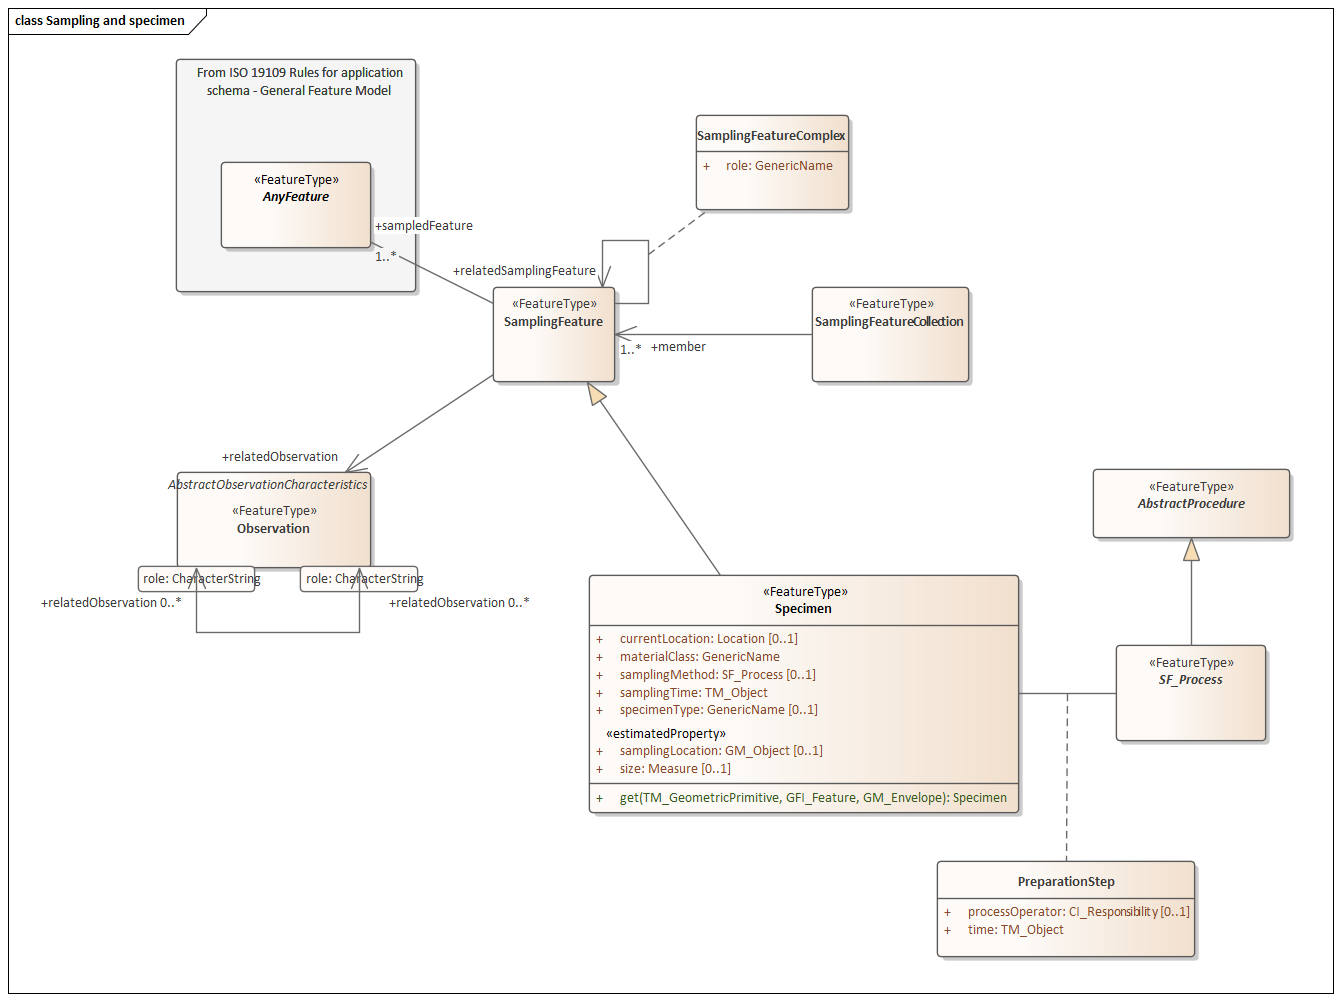 class Sampling and specimen
From ISO 19109 Rules for application
schema - General Feature Model
«FeatureType»
AnyFeature
+sampledFeature
1..*
SamplingFeatureComplex
+ role: GenericName
+relatedSamplingFeature
«FeatureType»
SamplingFeature
«FeatureType»
SamplingFeatureCollection
1..*
+member
+relatedObservation
AbstractObservationCharacteristics
«FeatureType»
Observation
role: CharacterString
role: CharacterString
+relatedObservation 0..*
+relatedObservation 0..*
«FeatureType»
AbstractProcedure
«FeatureType»
Specimen
+ currentLocation: Location [0..1]
+ materialClass: GenericName
+ samplingMethod: SF_Process [0..1]
+ samplingTime: TM_Object
+ specimenType: GenericName [0..1]
«estimatedProperty»
+ samplingLocation: GM_Object [0..1]
+ size: Measure [0..1]
+ get(TM_GeometricPrimitive, GFI_Feature, GM_Envelope): Specimen
«FeatureType»
SF_Process
PreparationStep
+ processOperator: CI_Responsibility [0..1]
+ time: TM_Object